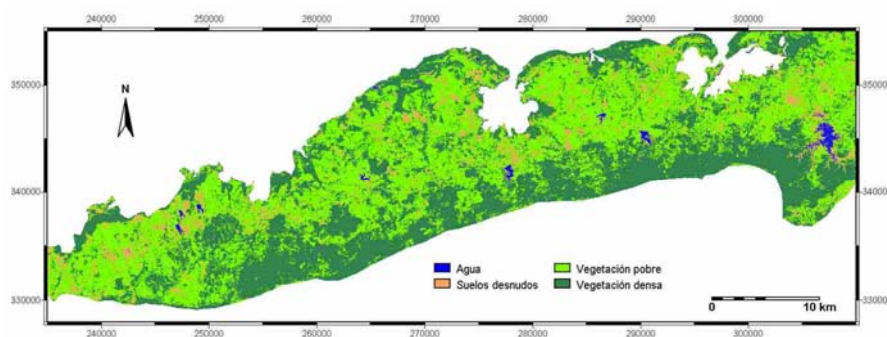 240000 250000 260000 270000 280000 290000 300000
350000 350000
N
340000 340000
Agua Vegetación pobre
Suelos desnudos Vegetación densa
330000 330000
0 10 km
240000 250000 260000 270000 280000 290000 300000